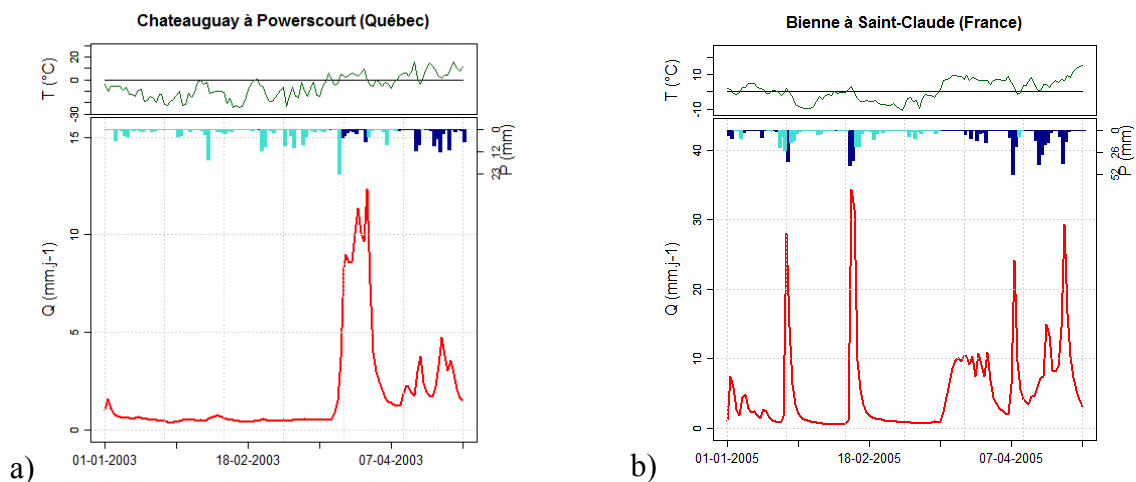 Chateauguay à Powerscourt (Québec)
T (°C)
20
0
-30
15
10
5
0
Q (mm.j-1)
0
12
23
P (mm)
01-01-2003
18-02-2003
07-04-2003
a)
Bienne à Saint-Claude (France)
T (°C)
10
-10
40
30
20
10
0
Q (mm.j-1)
0
26
52
P (mm)
01-01-2005
18-02-2005
07-04-2005
b)